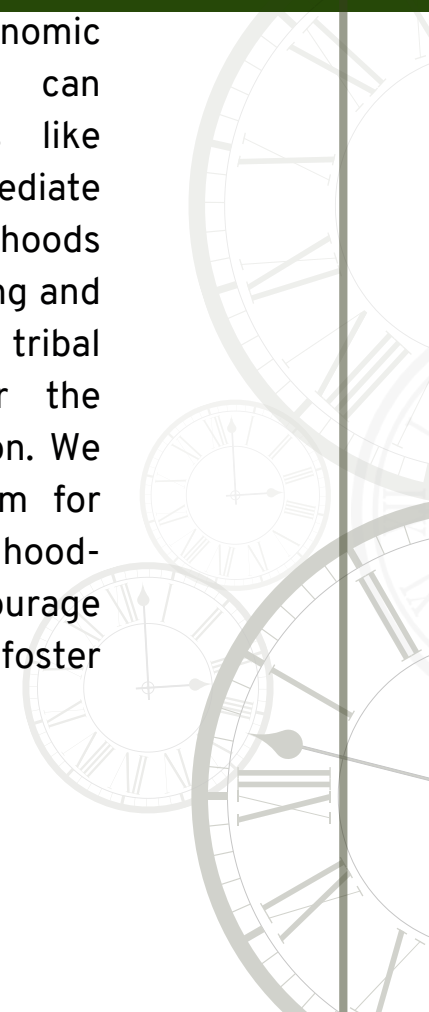 nomic
can
like
ediate
hoods
ng and
tribal
r the
on. We
m for
hood-
ourage
foster